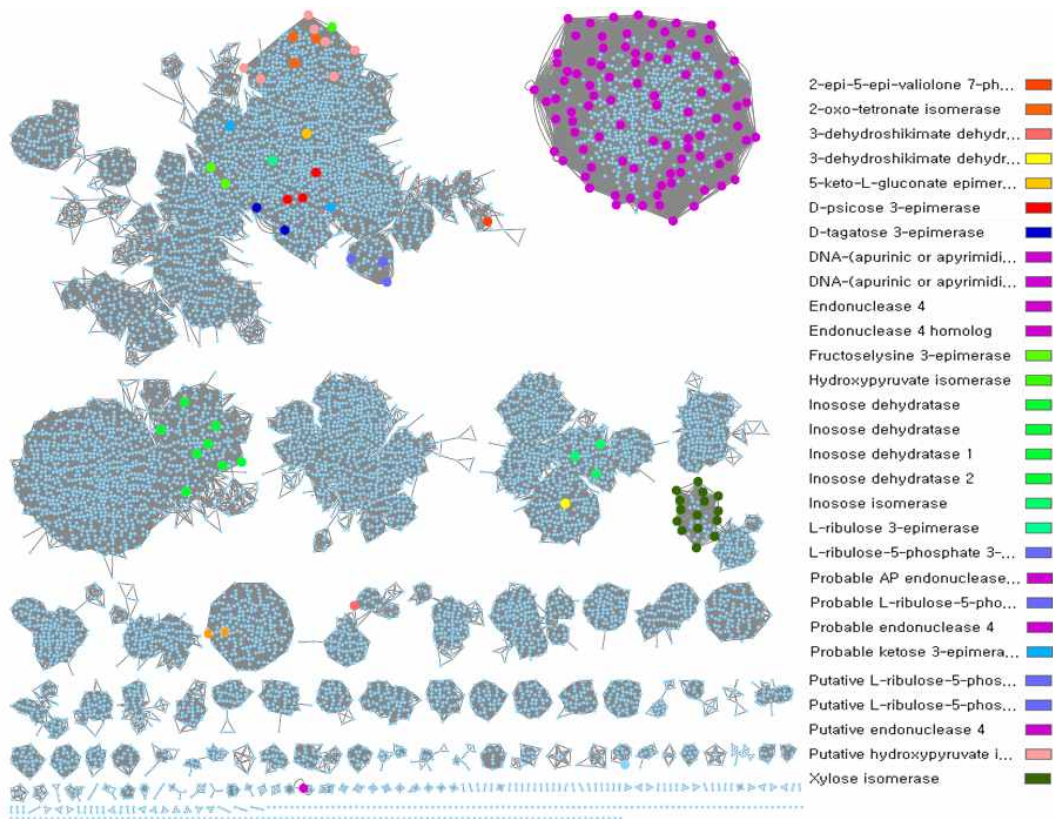 2-epi-5-epi-valiolone 7-ph...
2-oxo-tetronate isomerase
3-dehydroshikimate dehydr...
3-dehydroshikimate dehydr...
5-keto-L-gluconate epimer...
D-psicose 3-epimerase
D-tagatose 3-epimerase
DNA-(apurinic or apyrimidi...
DNA-(apurinic or apyrimidi...
Endonuclease 4
Endonuclease 4 homolog
Fructoselysine 3-epimerase
Hydroxypyruvate isomerase
Inosose dehydratase
Inosose dehydratase
Inosose dehydratase 1
Inosose dehydratase 2
Inosose isomerase
L-ribulose 3-epimerase
L-ribulose-5-phosphate 3-...
Probable AP endonuclease...
Probable L-ribulose-5-pho...
Probable endonuclease 4
Probable ketose 3-epimera...
Putative L-ribulose-5-phos...
Putative L-ribulose-5-phos...
Putative endonuclease 4
Putative hydroxypyruvate i...
Xylose isomerase